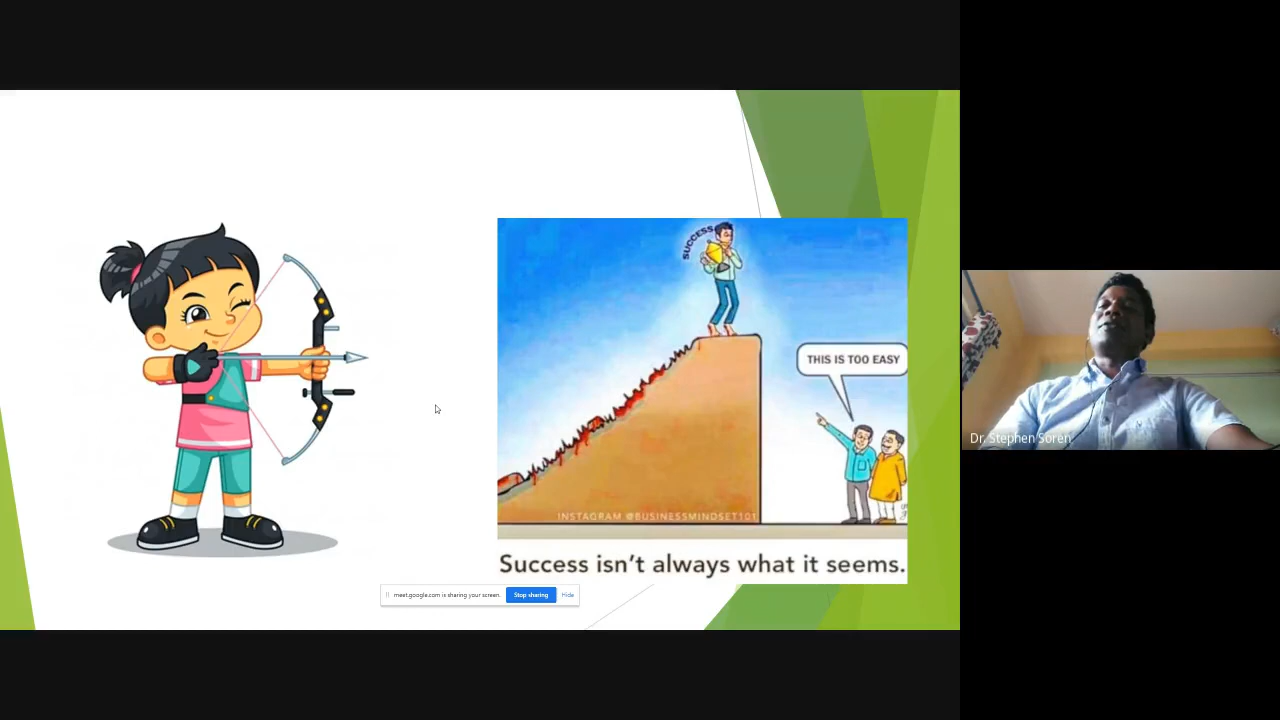 SUCCESS
THIS IS TOO EASY
INSTAGRAM @BUSINESSMINDSET101
Success isn't always what it seems.
meet.google.com is sharing your screen.
Stop sharing
Hide
Dr. Stephen Soren